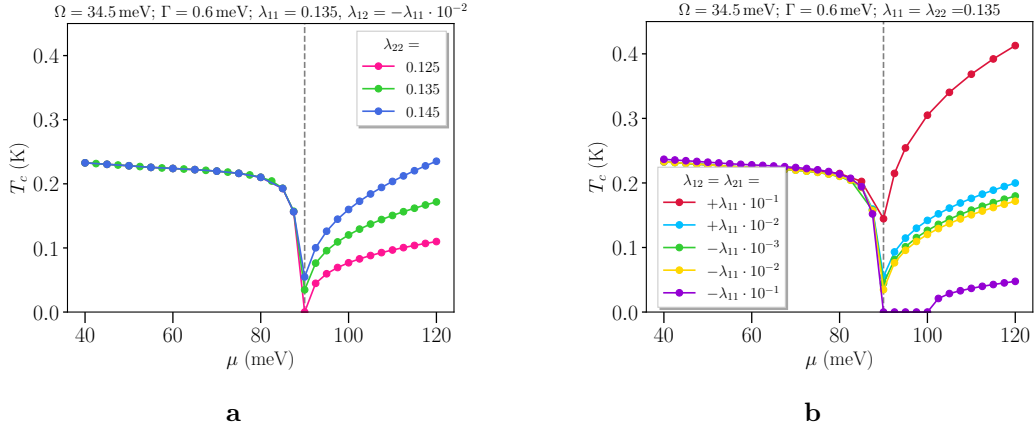 Ω = 34.5 meV; Γ = 0.6 meV; λ₁₁ = 0.135, λ₁₂ = −λ₁₁ · 10⁻²
T_c (K)
0.4
0.3
0.2
0.1
0.0
λ₂₂ =
0.125
0.135
0.145
40 60 80 100 120
μ (meV)
a
Ω = 34.5 meV; Γ = 0.6 meV, λ₁₁ = λ₂₂ =0.135
T_c (K)
0.4
0.3
0.2
0.1
0.0
λ₁₂ = λ₂₁ =
+λ₁₁ · 10⁻¹
+λ₁₁ · 10⁻²
−λ₁₁ · 10⁻³
−λ₁₁ · 10⁻²
−λ₁₁ · 10⁻¹
40 60 80 100 120
μ (meV)
b